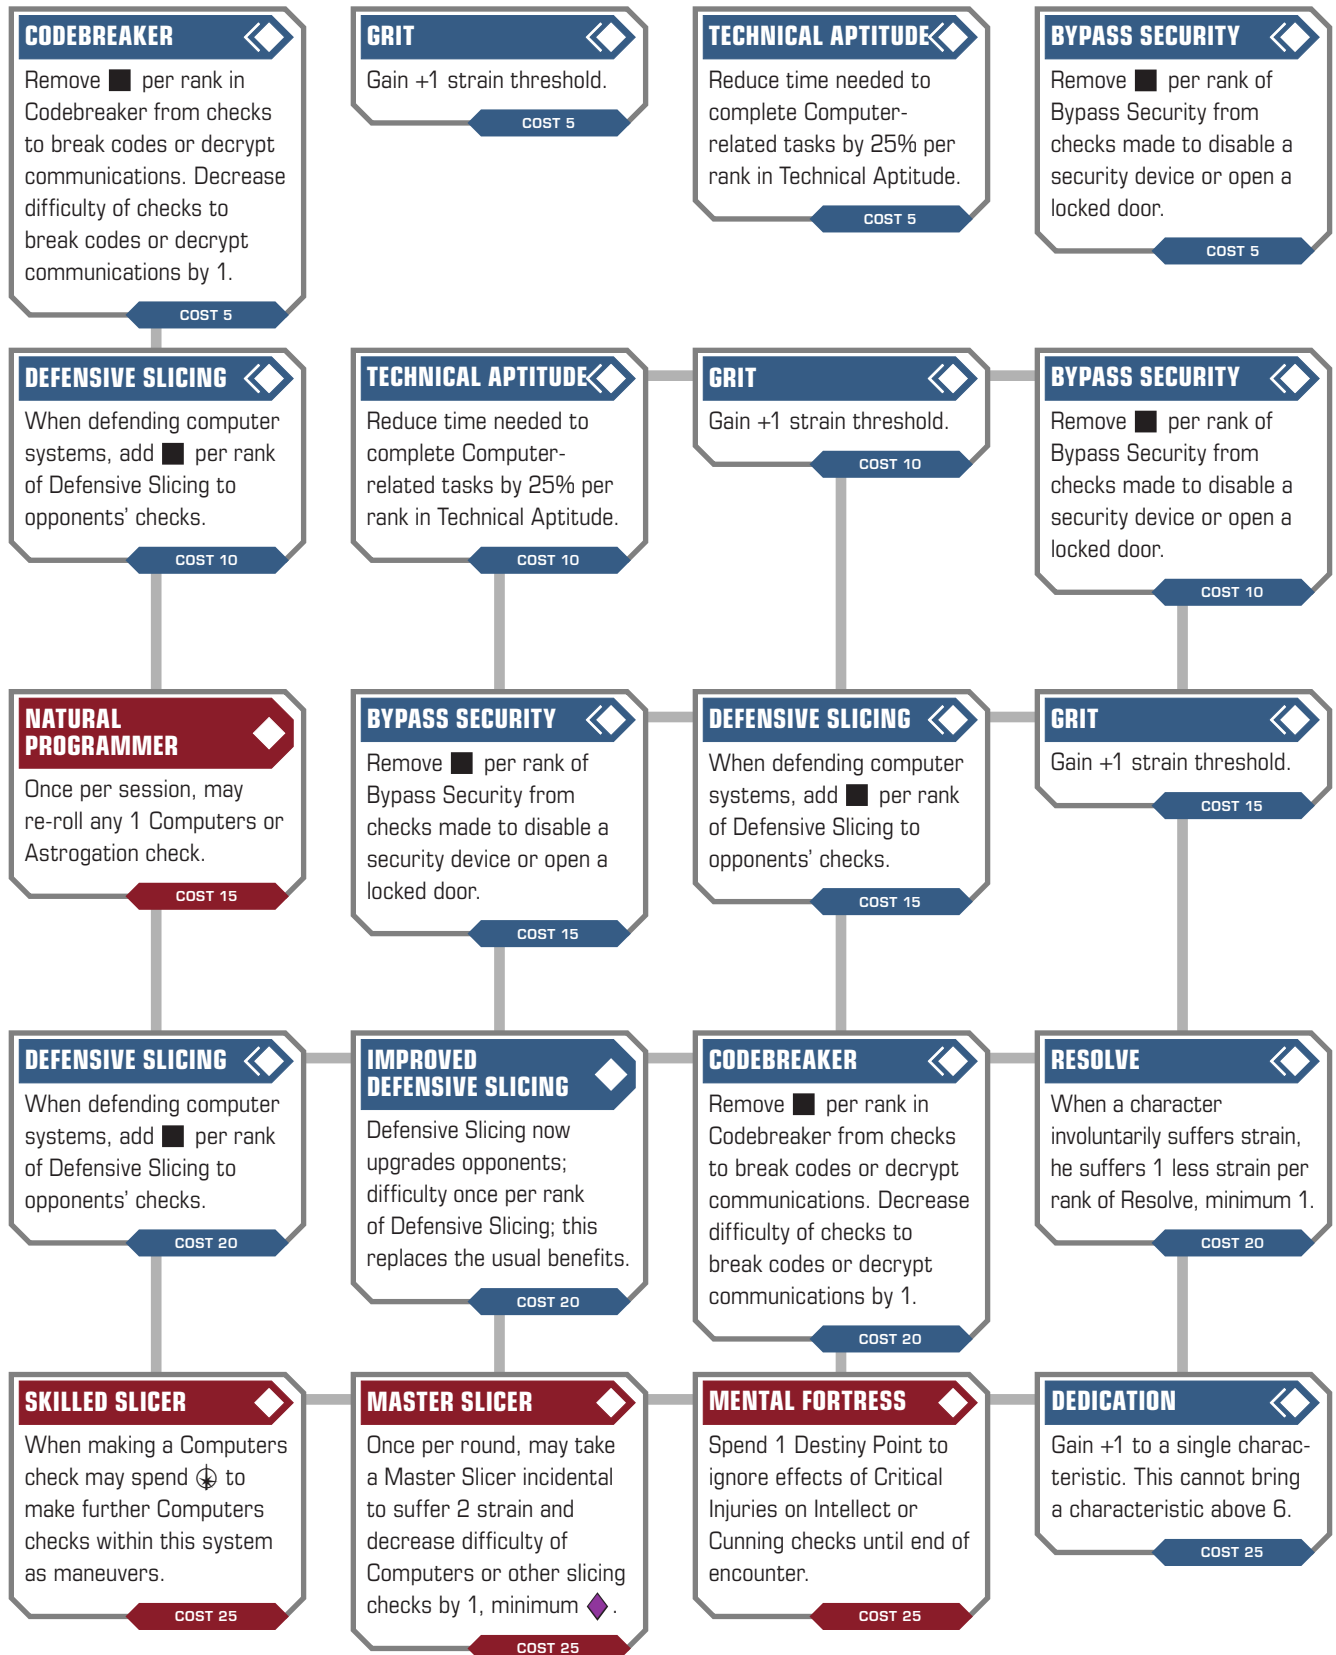 CODEBREAKER
Remove per rank in
Codebreaker from checks
to break codes or decrypt
communications. Decrease
difficulty of checks to
break codes or decrypt
communications by 1.
COST 5
GRIT
Gain +1 strain threshold.
COST 5
TECHNICAL APTITUDE
Reduce time needed to
complete Computer-
related tasks by 25% per
rank in Technical Aptitude.
COST 5
BYPASS SECURITY
Remove per rank of
Bypass Security from
checks made to disable a
security device or open a
locked door.
COST 5
DEFENSIVE SLICING
When defending computer
systems, add per rank
of Defensive Slicing to
opponents' checks.
COST 10
TECHNICAL APTITUDE
Reduce time needed to
complete Computer-
related tasks by 25% per
rank in Technical Aptitude.
COST 10
GRIT
Gain +1 strain threshold.
COST 10
BYPASS SECURITY
Remove per rank of
Bypass Security from
checks made to disable a
security device or open a
locked door.
COST 10
NATURAL
PROGRAMMER
Once per session, may
re-roll any 1 Computers or
Astrogation check.
COST 15
BYPASS SECURITY
Remove per rank of
Bypass Security from
checks made to disable a
security device or open a
locked door.
COST 15
DEFENSIVE SLICING
When defending computer
systems, add per rank
of Defensive Slicing to
opponents' checks.
COST 15
GRIT
Gain +1 strain threshold.
COST 15
DEFENSIVE SLICING
When defending computer
systems, add per rank
of Defensive Slicing to
opponents' checks.
COST 20
IMPROVED
DEFENSIVE SLICING
Defensive Slicing now
upgrades opponents;
difficulty once per rank
of Defensive Slicing; this
replaces the usual benefits.
COST 20
CODEBREAKER
Remove per rank in
Codebreaker from checks
to break codes or decrypt
communications. Decrease
difficulty of checks to
break codes or decrypt
communications by 1.
COST 20
RESOLVE
When a character
involuntarily suffers strain,
he suffers 1 less strain per
rank of Resolve, minimum 1.
COST 20
SKILLED SLICER
When making a Computers
check may spend to
make further Computers
checks within this system
as maneuvers.
COST 25
MASTER SLICER
Once per round, may take
a Master Slicer incidental
to suffer 2 strain and
decrease difficulty of
Computers or other slicing
checks by 1, minimum .
COST 25
MENTAL FORTRESS
Spend 1 Destiny Point to
ignore effects of Critical
Injuries on Intellect or
Cunning checks until end of
encounter.
COST 25
DEDICATION
Gain +1 to a single charac-
teristic. This cannot bring
a characteristic above 6.
COST 25